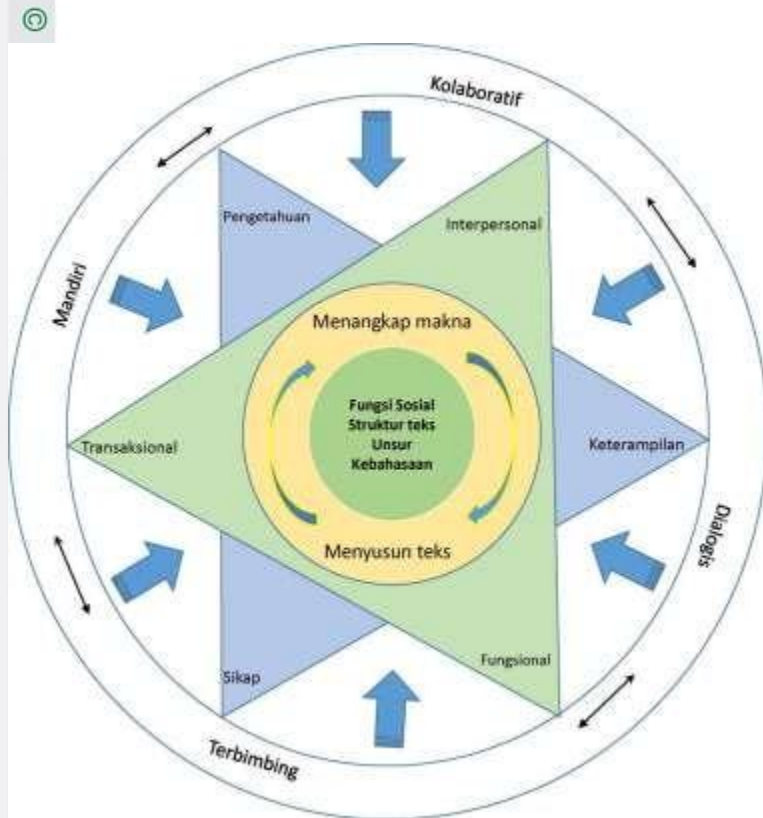 Kolaboratif
Pengetahuan
Interpersonal
Mandiri
Menangkap makna
Fungsi Sosial
Struktur teks
Unsur
Kebahasaan
Transaksional
Keterampilan
Dialogis
Menyusun teks
Fungsional
Sikap
Terbimbing